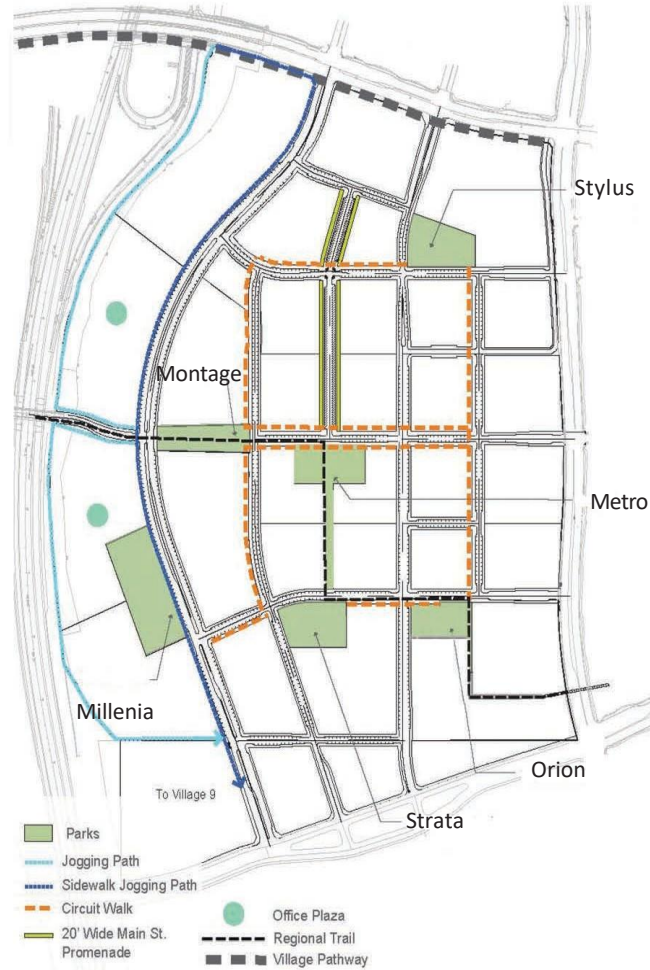 Stylus
Montage
Metro
Millenia
Orion
To Village 9
Strata
Parks
Jogging Path
Sidewalk Jogging Path
Circuit Walk
20' Wide Main St.
Promenade
Office Plaza
Regional Trail
Village Pathway